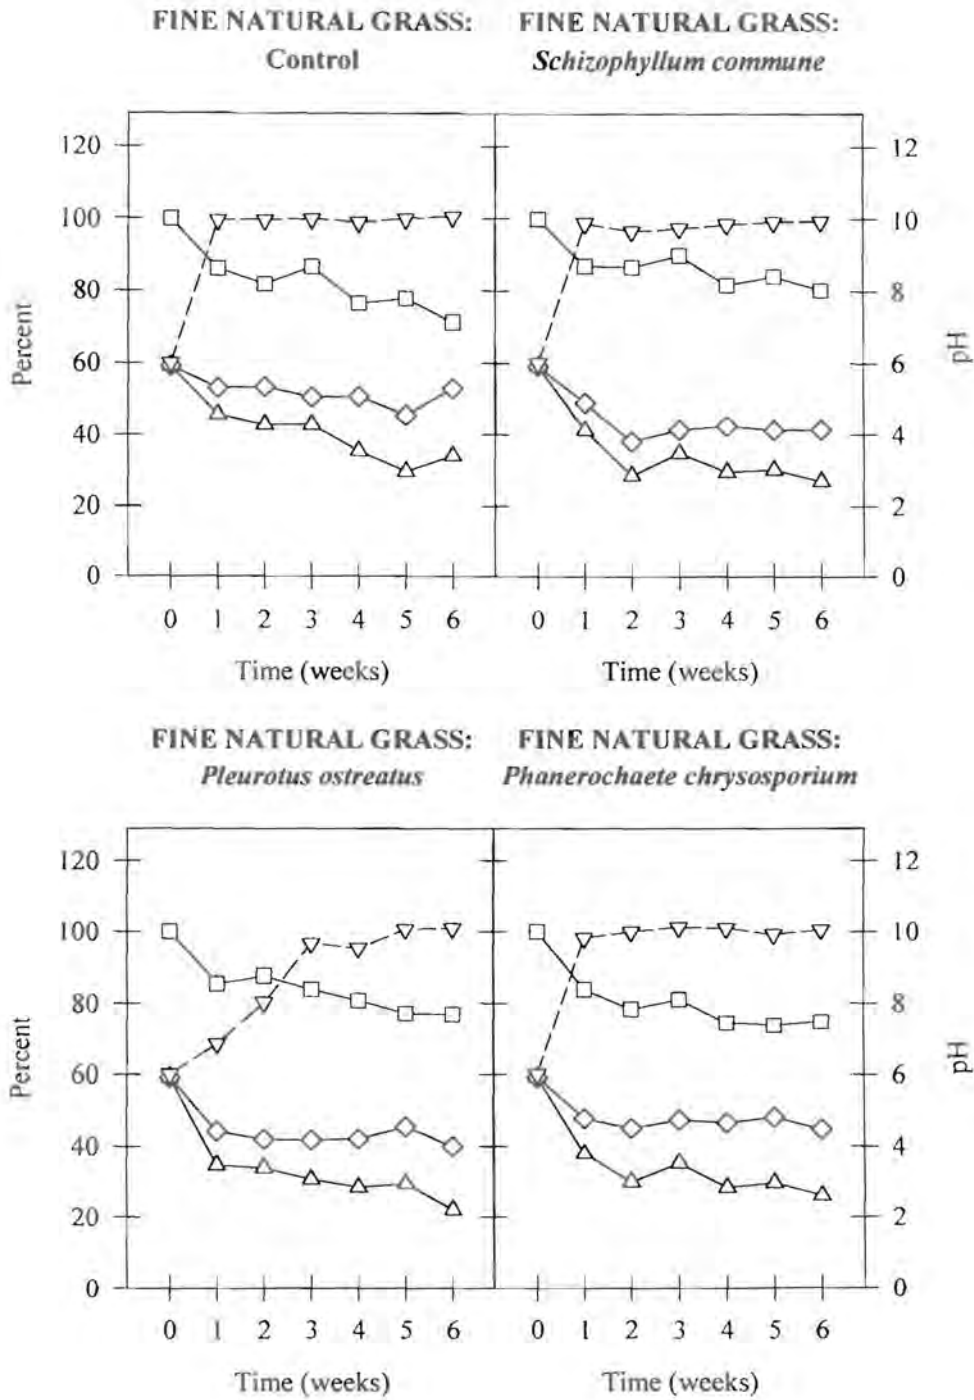 FINE NATURAL GRASS: FINE NATURAL GRASS:
Control Schizophyllum commune
120 12
100 10
80 8
60 6
40 4
20 2
0 0
Percent pH
0 1 2 3 4 5 6 0 1 2 3 4 5 6
Time (weeks) Time (weeks)
FINE NATURAL GRASS: FINE NATURAL GRASS:
Pleurotus ostreatus Phanerochaete chrysosporium
120 12
100 10
80 8
60 6
40 4
20 2
0 0
Percent pH
0 1 2 3 4 5 6 0 1 2 3 4 5 6
Time (weeks) Time (weeks)